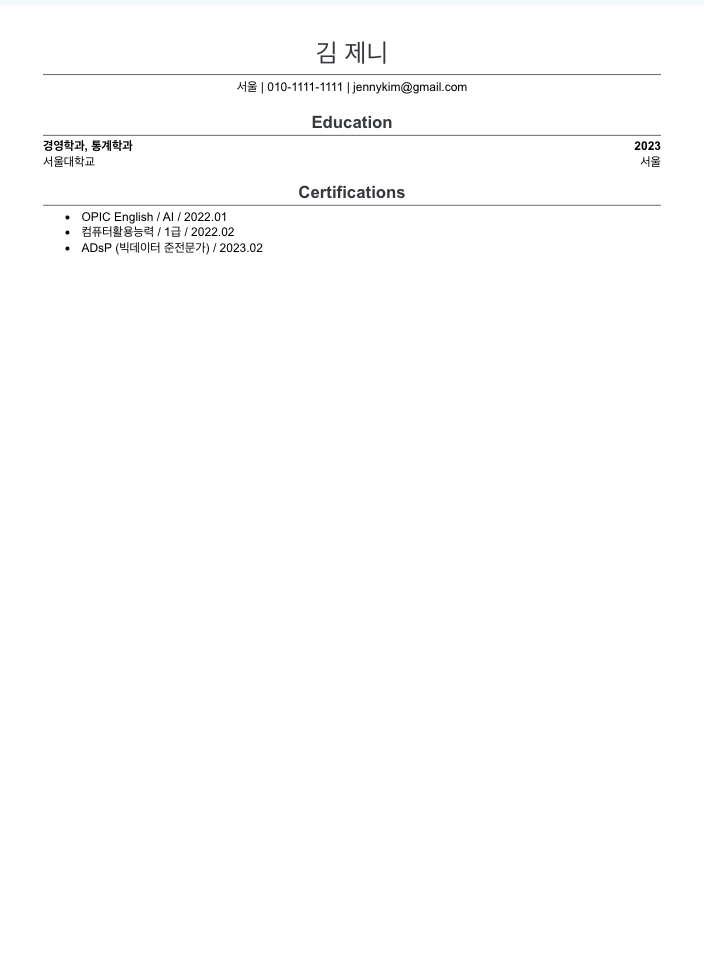 김 제니
서울 | 010-1111-1111 | jennykim@gmail.com
Education
경영학과, 통계학과 2023
서울대학교 서울
Certifications
OPIC English / AI / 2022.01
컴퓨터활용능력 / 1급 / 2022.02
ADsP (빅데이터 준전문가) / 2023.02